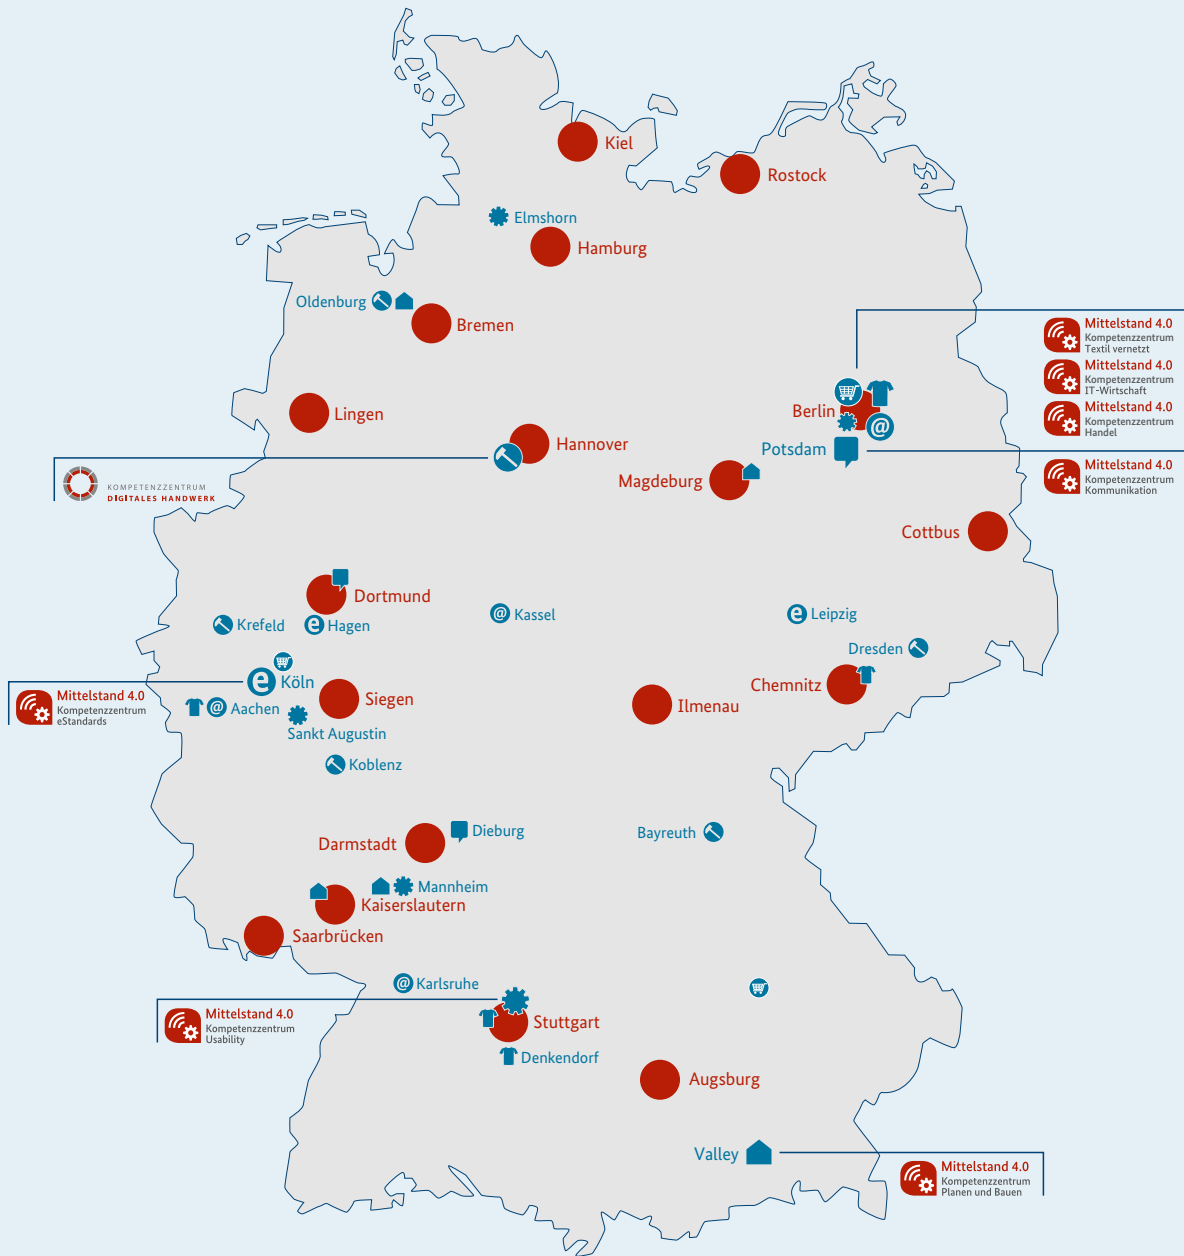 Kiel
Rostock
Elmshorn
Hamburg
Oldenburg
Bremen
Mittelstand 4.0
Kompetenzzentrum
Textil vernetzt
Mittelstand 4.0
Kompetenzzentrum
IT-Wirtschaft
Mittelstand 4.0
Kompetenzzentrum
Handel
Berlin
Lingen
Hannover
Potsdam
@
Magdeburg
Mittelstand 4.0
Kompetenzzentrum
Kommunikation
KOMPETENZZENTRUM
DIGITALES HANDWERK
Cottbus
Dortmund
Krefeld
e Hagen
@ Kassel
e Leipzig
Dresden
e Köln
Siegen
Chemnitz
Ilmenau
Mittelstand 4.0
Kompetenzzentrum
eStandards
@ Aachen
Sankt Augustin
Koblenz
Dieburg
Darmstadt
Bayreuth
Mannheim
Kaiserslautern
Saarbrücken
@ Karlsruhe
Mittelstand 4.0
Kompetenzzentrum
Usability
Stuttgart
Denkendorf
Augsburg
Valley
Mittelstand 4.0
Kompetenzzentrum
Planen und Bauen